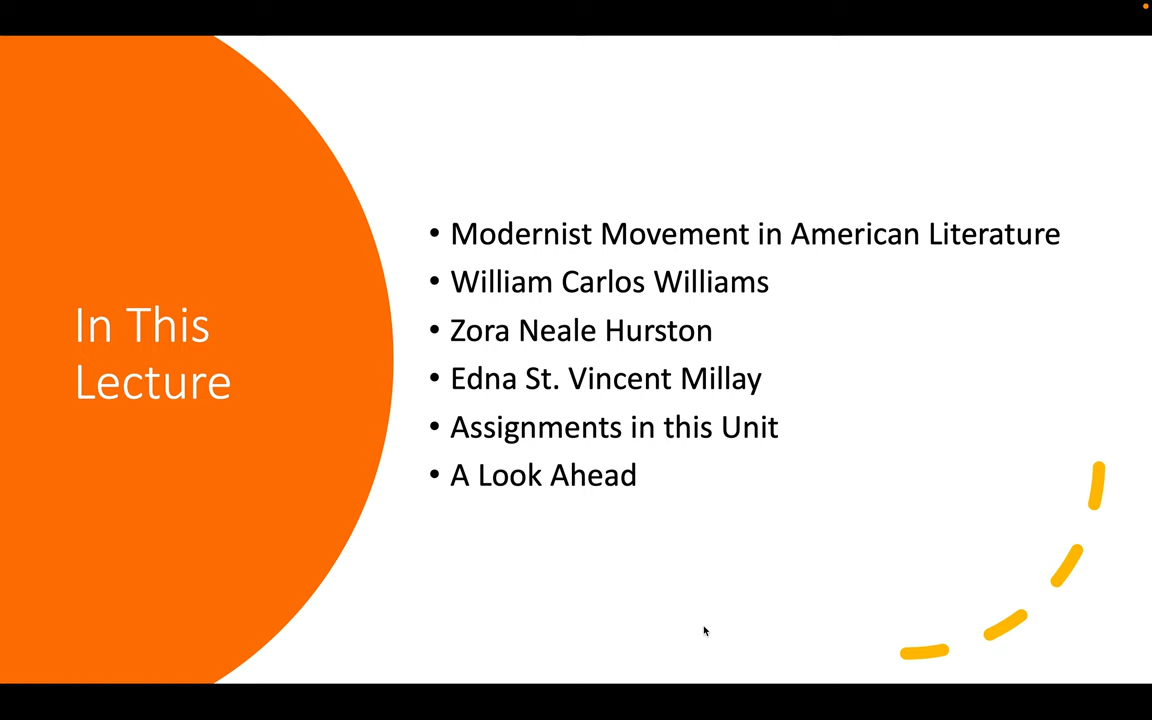 In This
Lecture
• Modernist Movement in American Literature
• William Carlos Williams
• Zora Neale Hurston
• Edna St. Vincent Millay
• Assignments in this Unit
• A Look Ahead